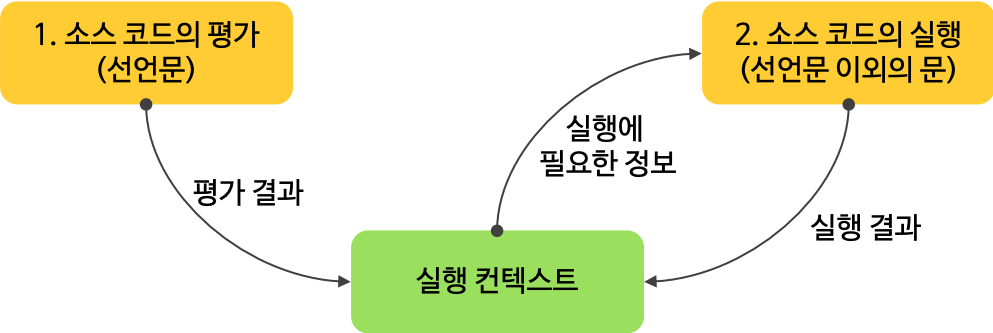 1. 소스 코드의 평가
(선언문)
2. 소스 코드의 실행
(선언문 이외의 문)
실행에
필요한 정보
평가 결과
실행 결과
실행 컨텍스트